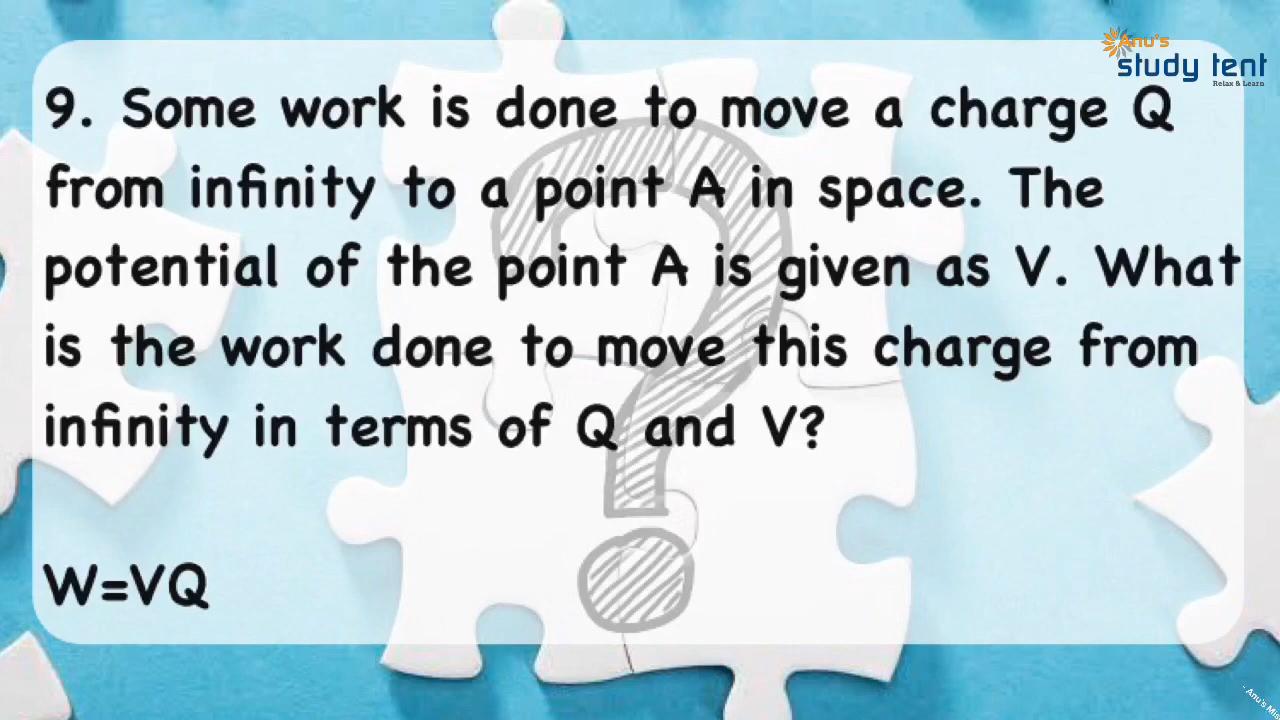 Anu's
study tent
Relax & Learn
9. Some work is done to move a charge Q
from infinity to a point A in space. The
potential of the point A is given as V. What
is the work done to move this charge from
infinity in terms of Q and V?
W=VQ
- Anu's